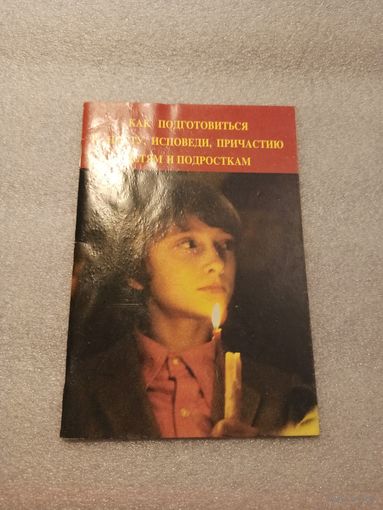 КАК ПОДГОТОВИТЬСЯ
ИСПОВЕДИ, ПРИЧАСТИЮ
И ПОДРОСТКАМ